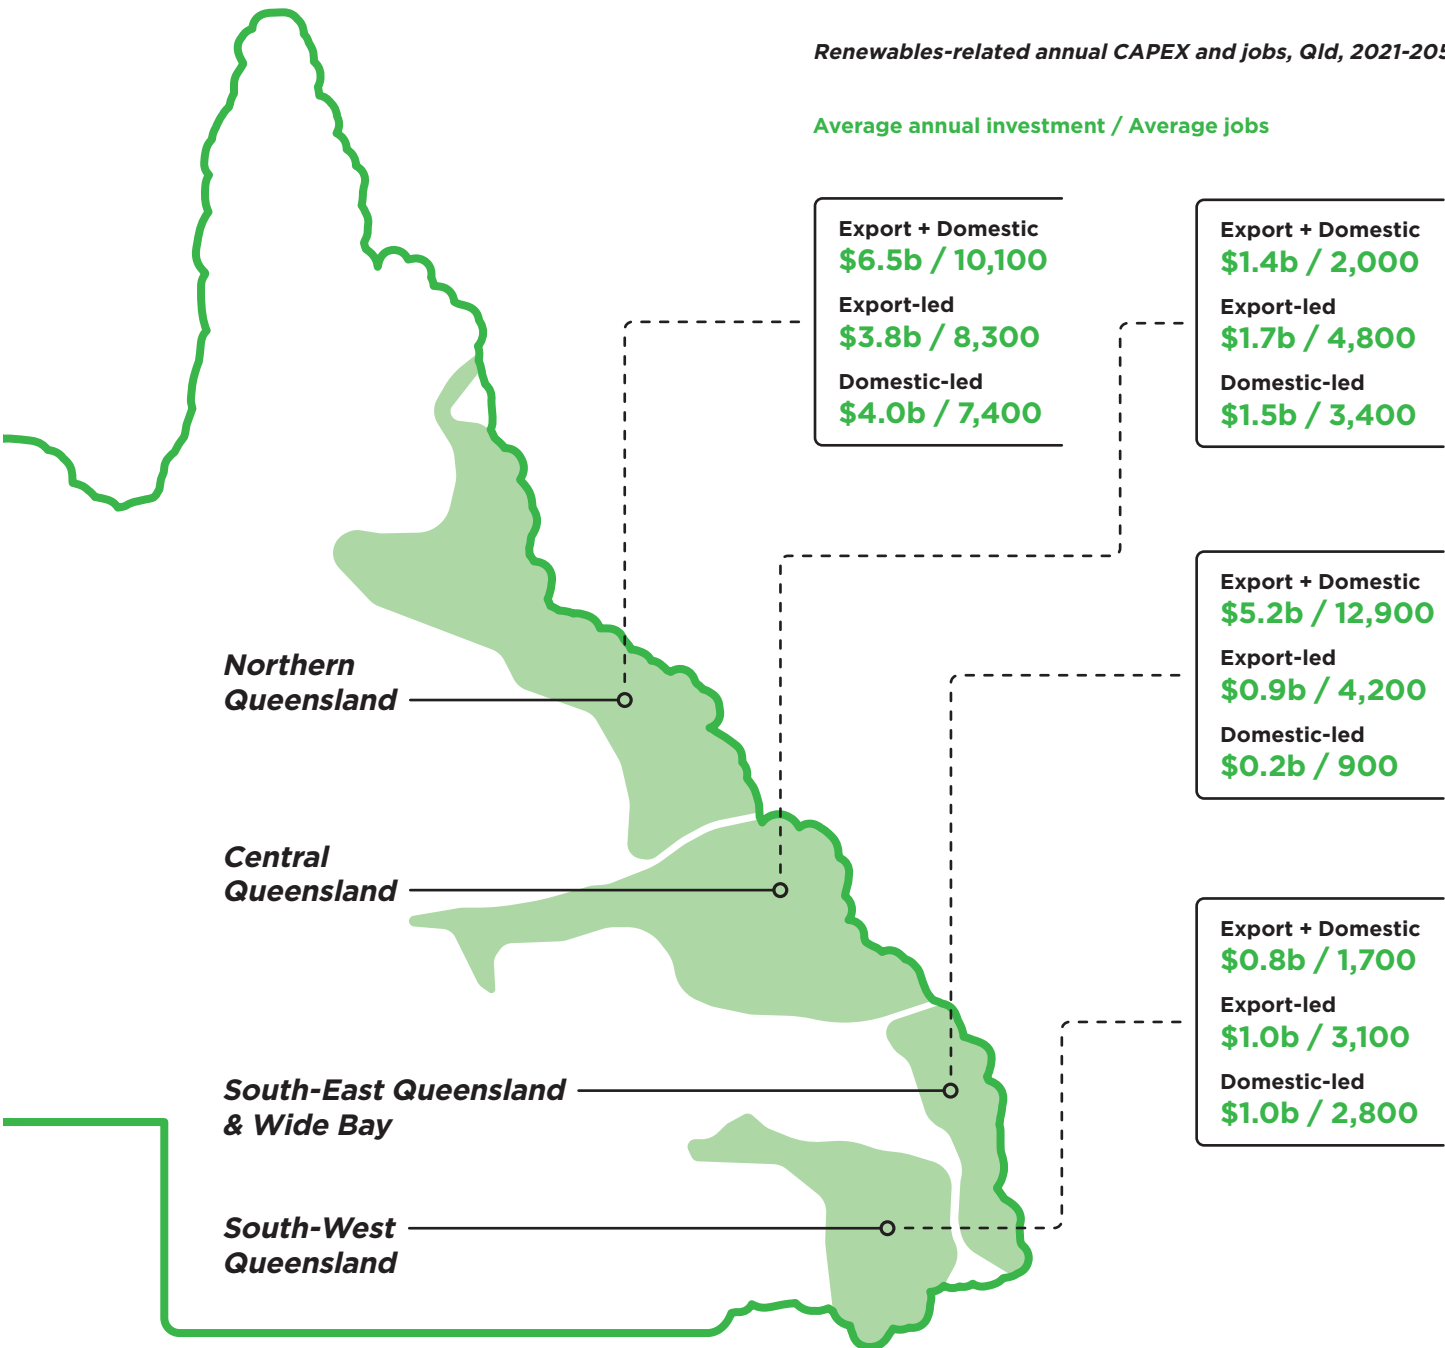 Renewables-related annual CAPEX and jobs, Qld, 2021-205
Average annual investment / Average jobs
Export + Domestic
$6.5b / 10,100
Export-led
$3.8b / 8,300
Domestic-led
$4.0b / 7,400
Export + Domestic
$1.4b / 2,000
Export-led
$1.7b / 4,800
Domestic-led
$1.5b / 3,400
Export + Domestic
$5.2b / 12,900
Export-led
$0.9b / 4,200
Domestic-led
$0.2b / 900
Export + Domestic
$0.8b / 1,700
Export-led
$1.0b / 3,100
Domestic-led
$1.0b / 2,800
Northern
Queensland
Central
Queensland
South-East Queensland
& Wide Bay
South-West
Queensland